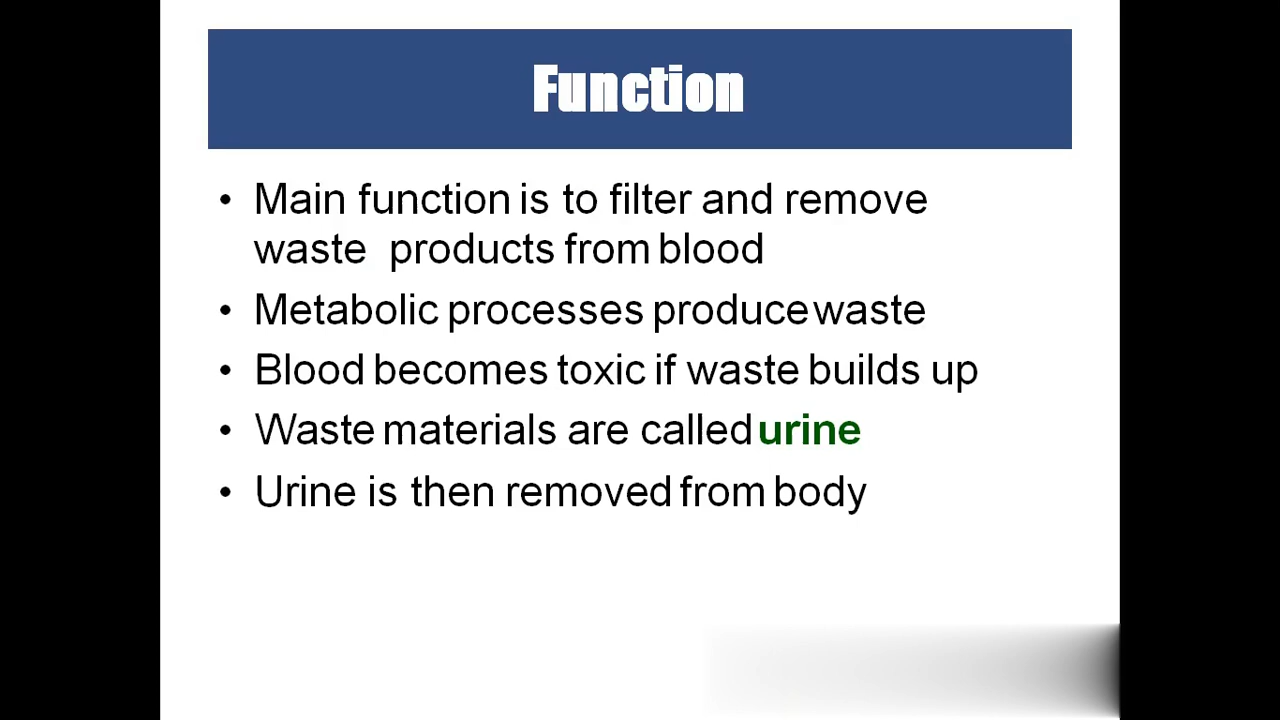 Function
• Main function is to filter and remove
waste products from blood
• Metabolic processes produce waste
• Blood becomes toxic if waste builds up
• Waste materials are called urine
• Urine is then removed from body